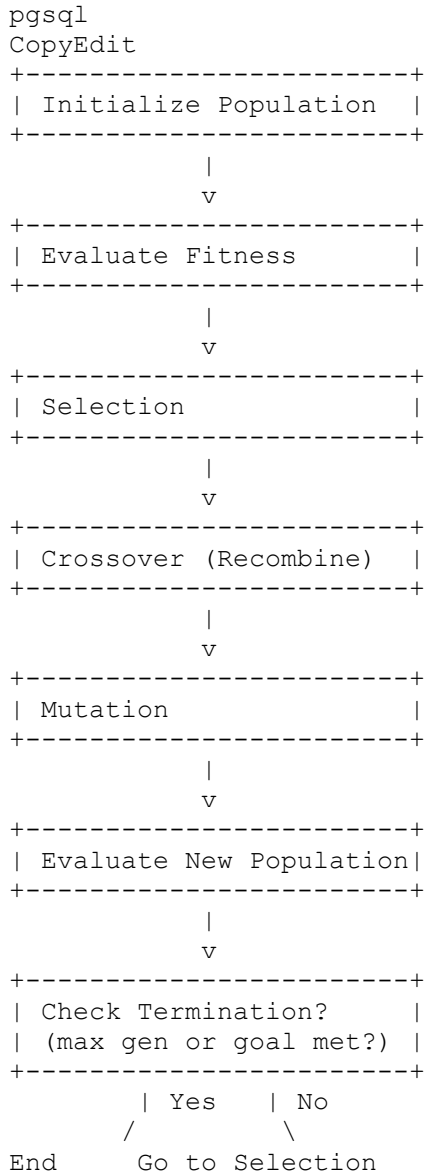 pgsql
CopyEdit
+------------------------+
| Initialize Population  |
+------------------------+
            |
            v
+------------------------+
| Evaluate Fitness       |
+------------------------+
            |
            v
+------------------------+
| Selection              |
+------------------------+
            |
            v
+------------------------+
| Crossover (Recombine)  |
+------------------------+
            |
            v
+------------------------+
| Mutation               |
+------------------------+
            |
            v
+------------------------+
| Evaluate New Population|
+------------------------+
            |
            v
+------------------------+
| Check Termination?     |
| (max gen or goal met?) |
+------------------------+
        | Yes   | No
       /         \
End     Go to Selection